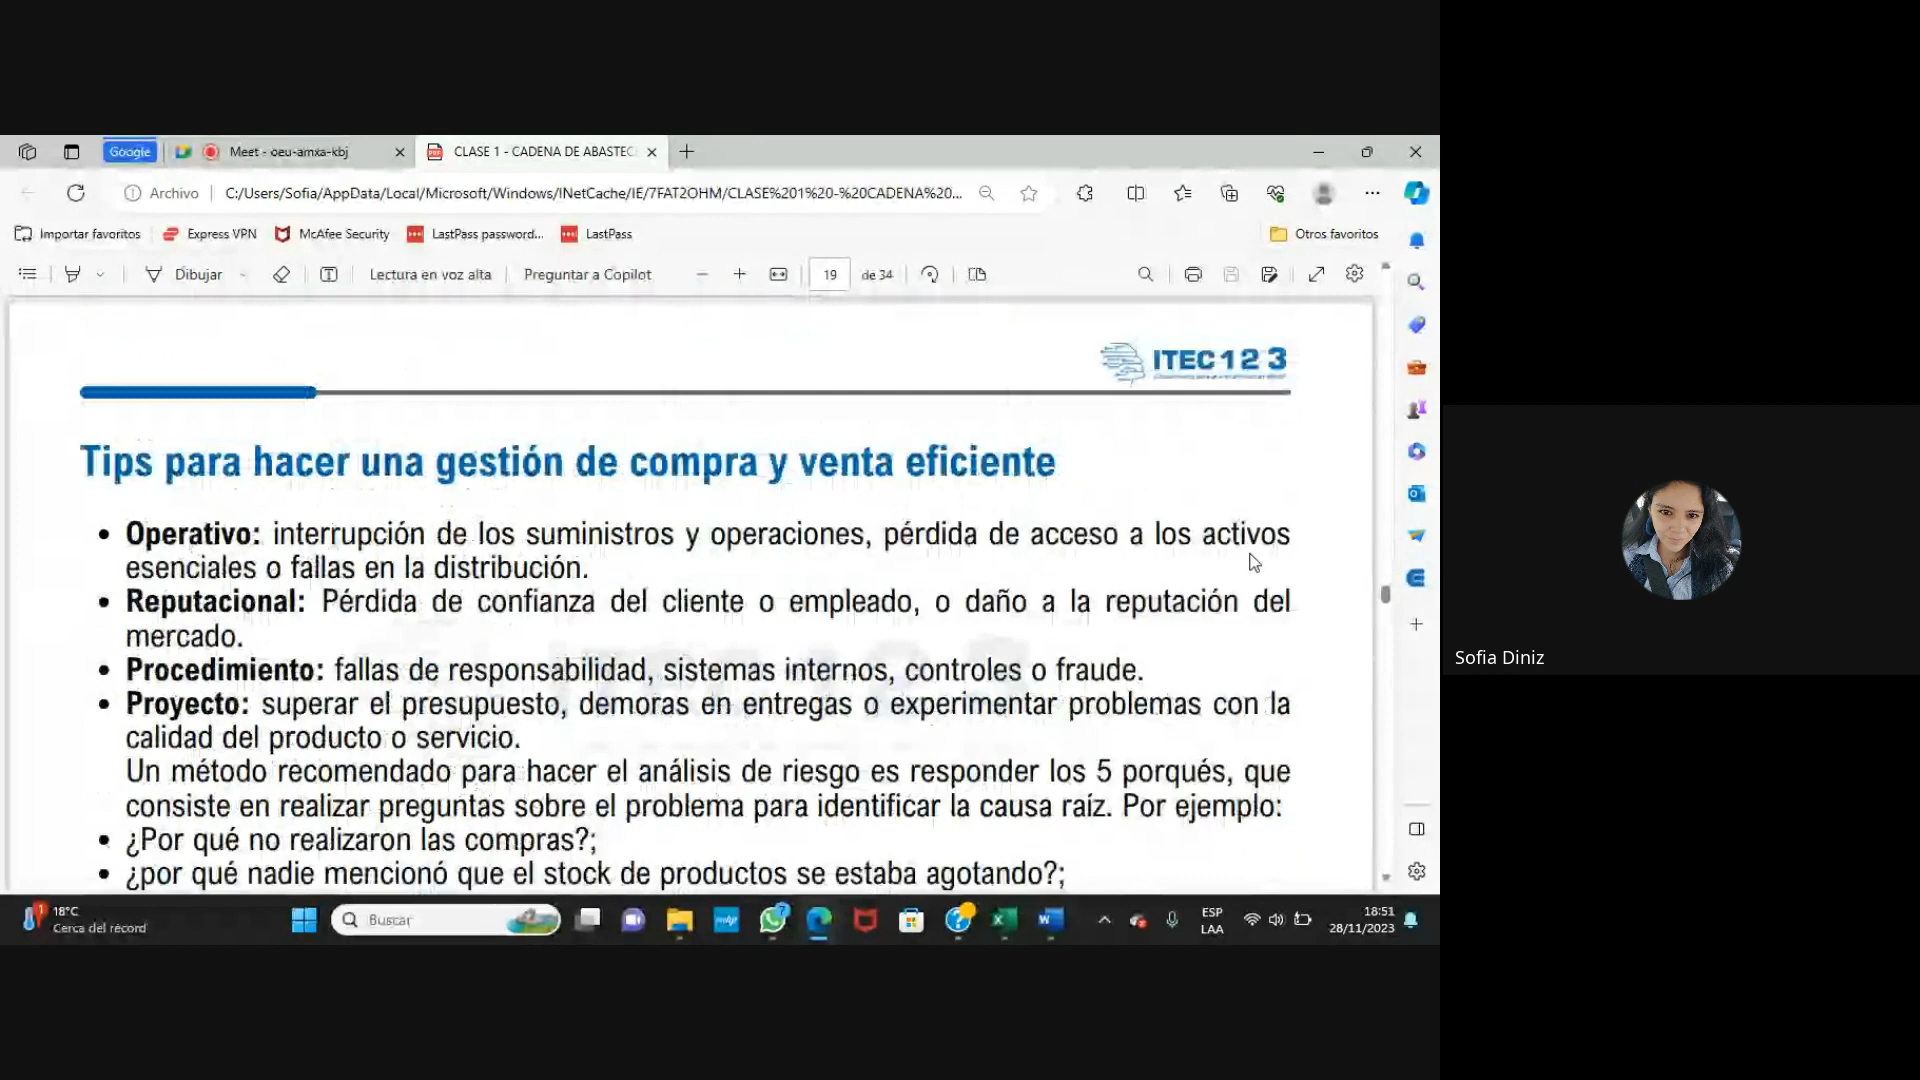 Google
Meet - oeu-amxa-kbj
CLASE 1 - CADENA DE ABASTEC
Archivo
C:/Users/Sofia/AppData/Local/Microsoft/Windows/INetCache/IE/7FAT2OHM/CLASE%201%20-%20CADENA%20...
Importar favoritos
Express VPN
McAfee Security
LastPass password...
LastPass
Otros favoritos
Dibujar
Lectura en voz alta
Preguntar a Copilot
19
de 34
ITEC 1 2 3
Tips para hacer una gestión de compra y venta eficiente
• Operativo: interrupción de los suministros y operaciones, pérdida de acceso a los activos
esenciales o fallas en la distribución.
• Reputacional: Pérdida de confianza del cliente o empleado, o daño a la reputación del
mercado.
• Procedimiento: fallas de responsabilidad, sistemas internos, controles o fraude.
• Proyecto: superar el presupuesto, demoras en entregas o experimentar problemas con la
calidad del producto o servicio.
Un método recomendado para hacer el análisis de riesgo es responder los 5 porqués, que
consiste en realizar preguntas sobre el problema para identificar la causa raíz. Por ejemplo:
• ¿Por qué no realizaron las compras?;
• ¿por qué nadie mencionó que el stock de productos se estaba agotando?;
Sofia Diniz
1
18°C
Cerca del récord
Buscar
ESP
LAA
18:51
28/11/2023